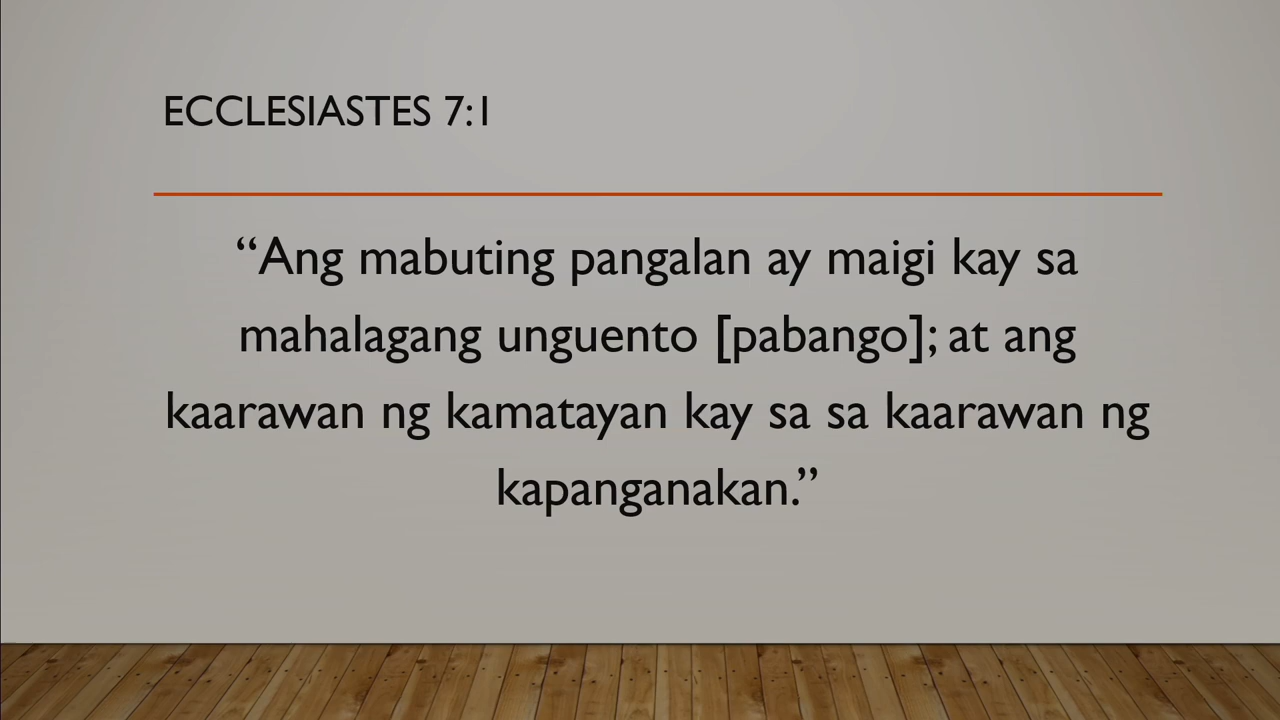 ECCLESIASTES 7:1
“Ang mabuting pangalan ay maigi kay sa
mahalagang unguento [pabango]; at ang
kaarawan ng kamatayan kay sa sa kaarawan ng
kapanganakan.”